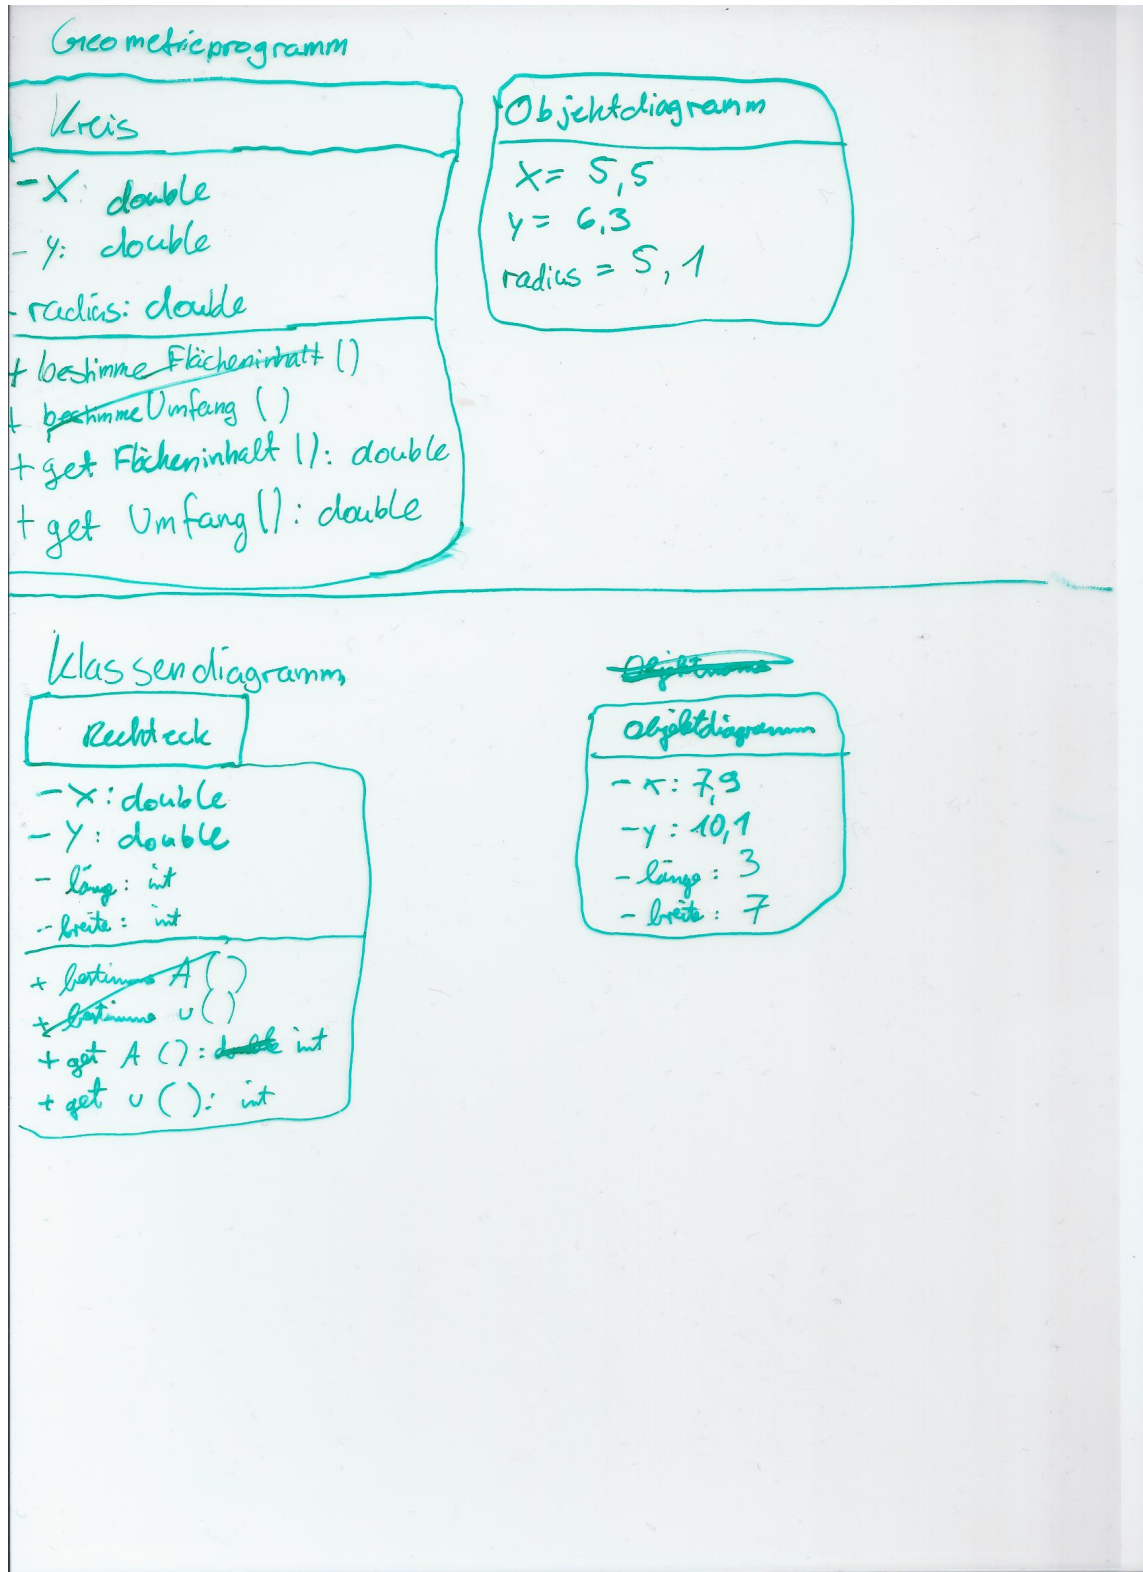 Geometrieprogramm
Kreis
- X: double
- y: double
- radius: double
+ bestimme Flächeninhalt ()
+ bestimme Umfang ()
+ get Flächeninhalt (): double
+ get Umfang (): double
Objektdiagramm
X= 5,5
y= 6,3
radius = 5,1
Klassendiagramm
Rechteck
- X: double
- Y: double
- länge: int
- breite: int
+ bestimme A ()
+ bestimme u ()
+ get A (): double int
+ get u (): int
Objektname
Objektdiagramm
- x: 7,9
- y: 10,1
- länge: 3
- breite: 7